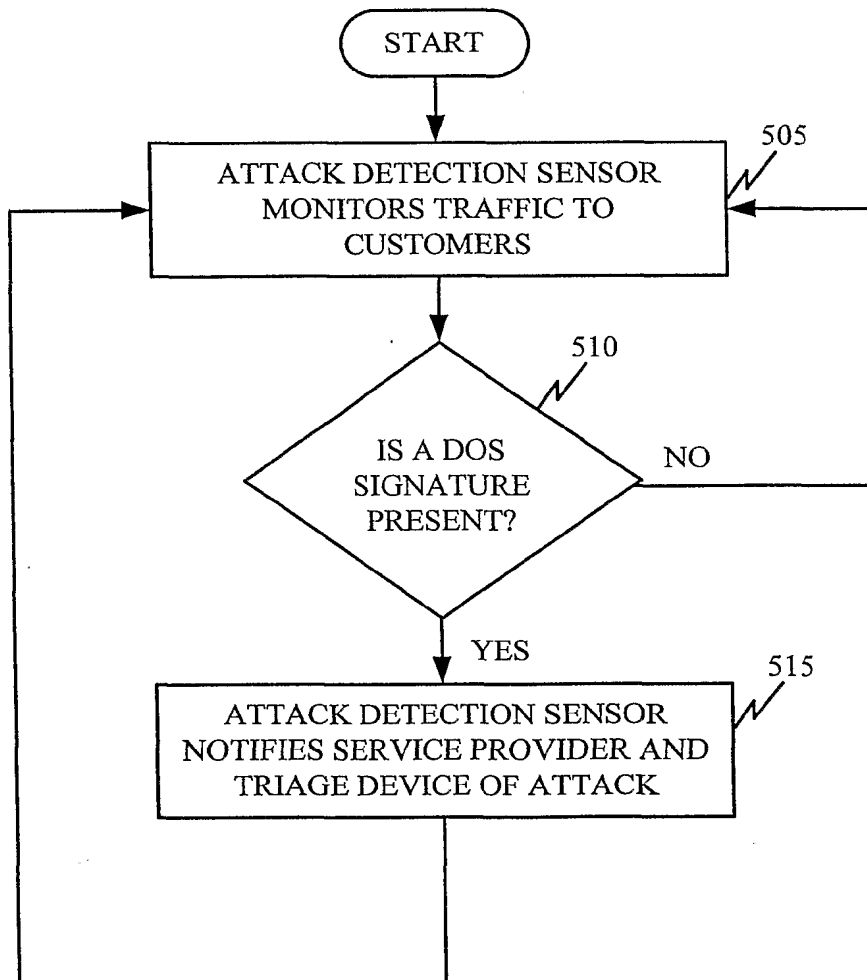 START
505
ATTACK DETECTION SENSOR
MONITORS TRAFFIC TO
CUSTOMERS
510
IS A DOS
SIGNATURE
PRESENT?
NO
YES
515
ATTACK DETECTION SENSOR
NOTIFIES SERVICE PROVIDER AND
TRIAGE DEVICE OF ATTACK